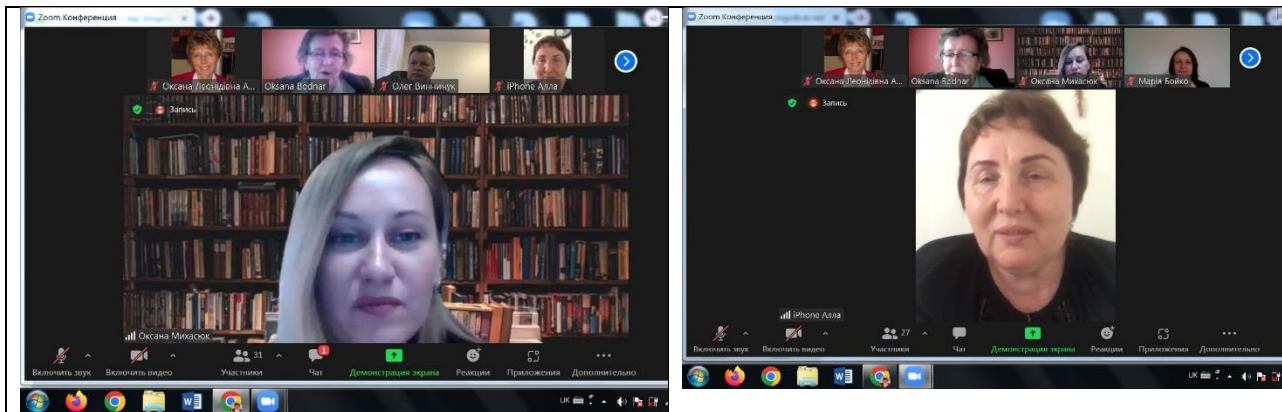 Zoom Конференция
Оксана Леонідівна А...
Oksana Bodnar
Олег Винничук
iPhone Алла
Запись
Оксана Михасюк
31
1
Включить звук
Включить видео
Участники
Чат
Демонстрация экрана
Реакции
Приложения
Дополнительно
UK
Zoom Конференция
Оксана Леонідівна А...
Oksana Bodnar
Оксана Михасюк
Марія Бойко
Запись
iPhone Алла
27
Включить звук
Включить видео
Участники
Чат
Демонстрация экрана
Реакции
Приложения
Дополнительно
UK